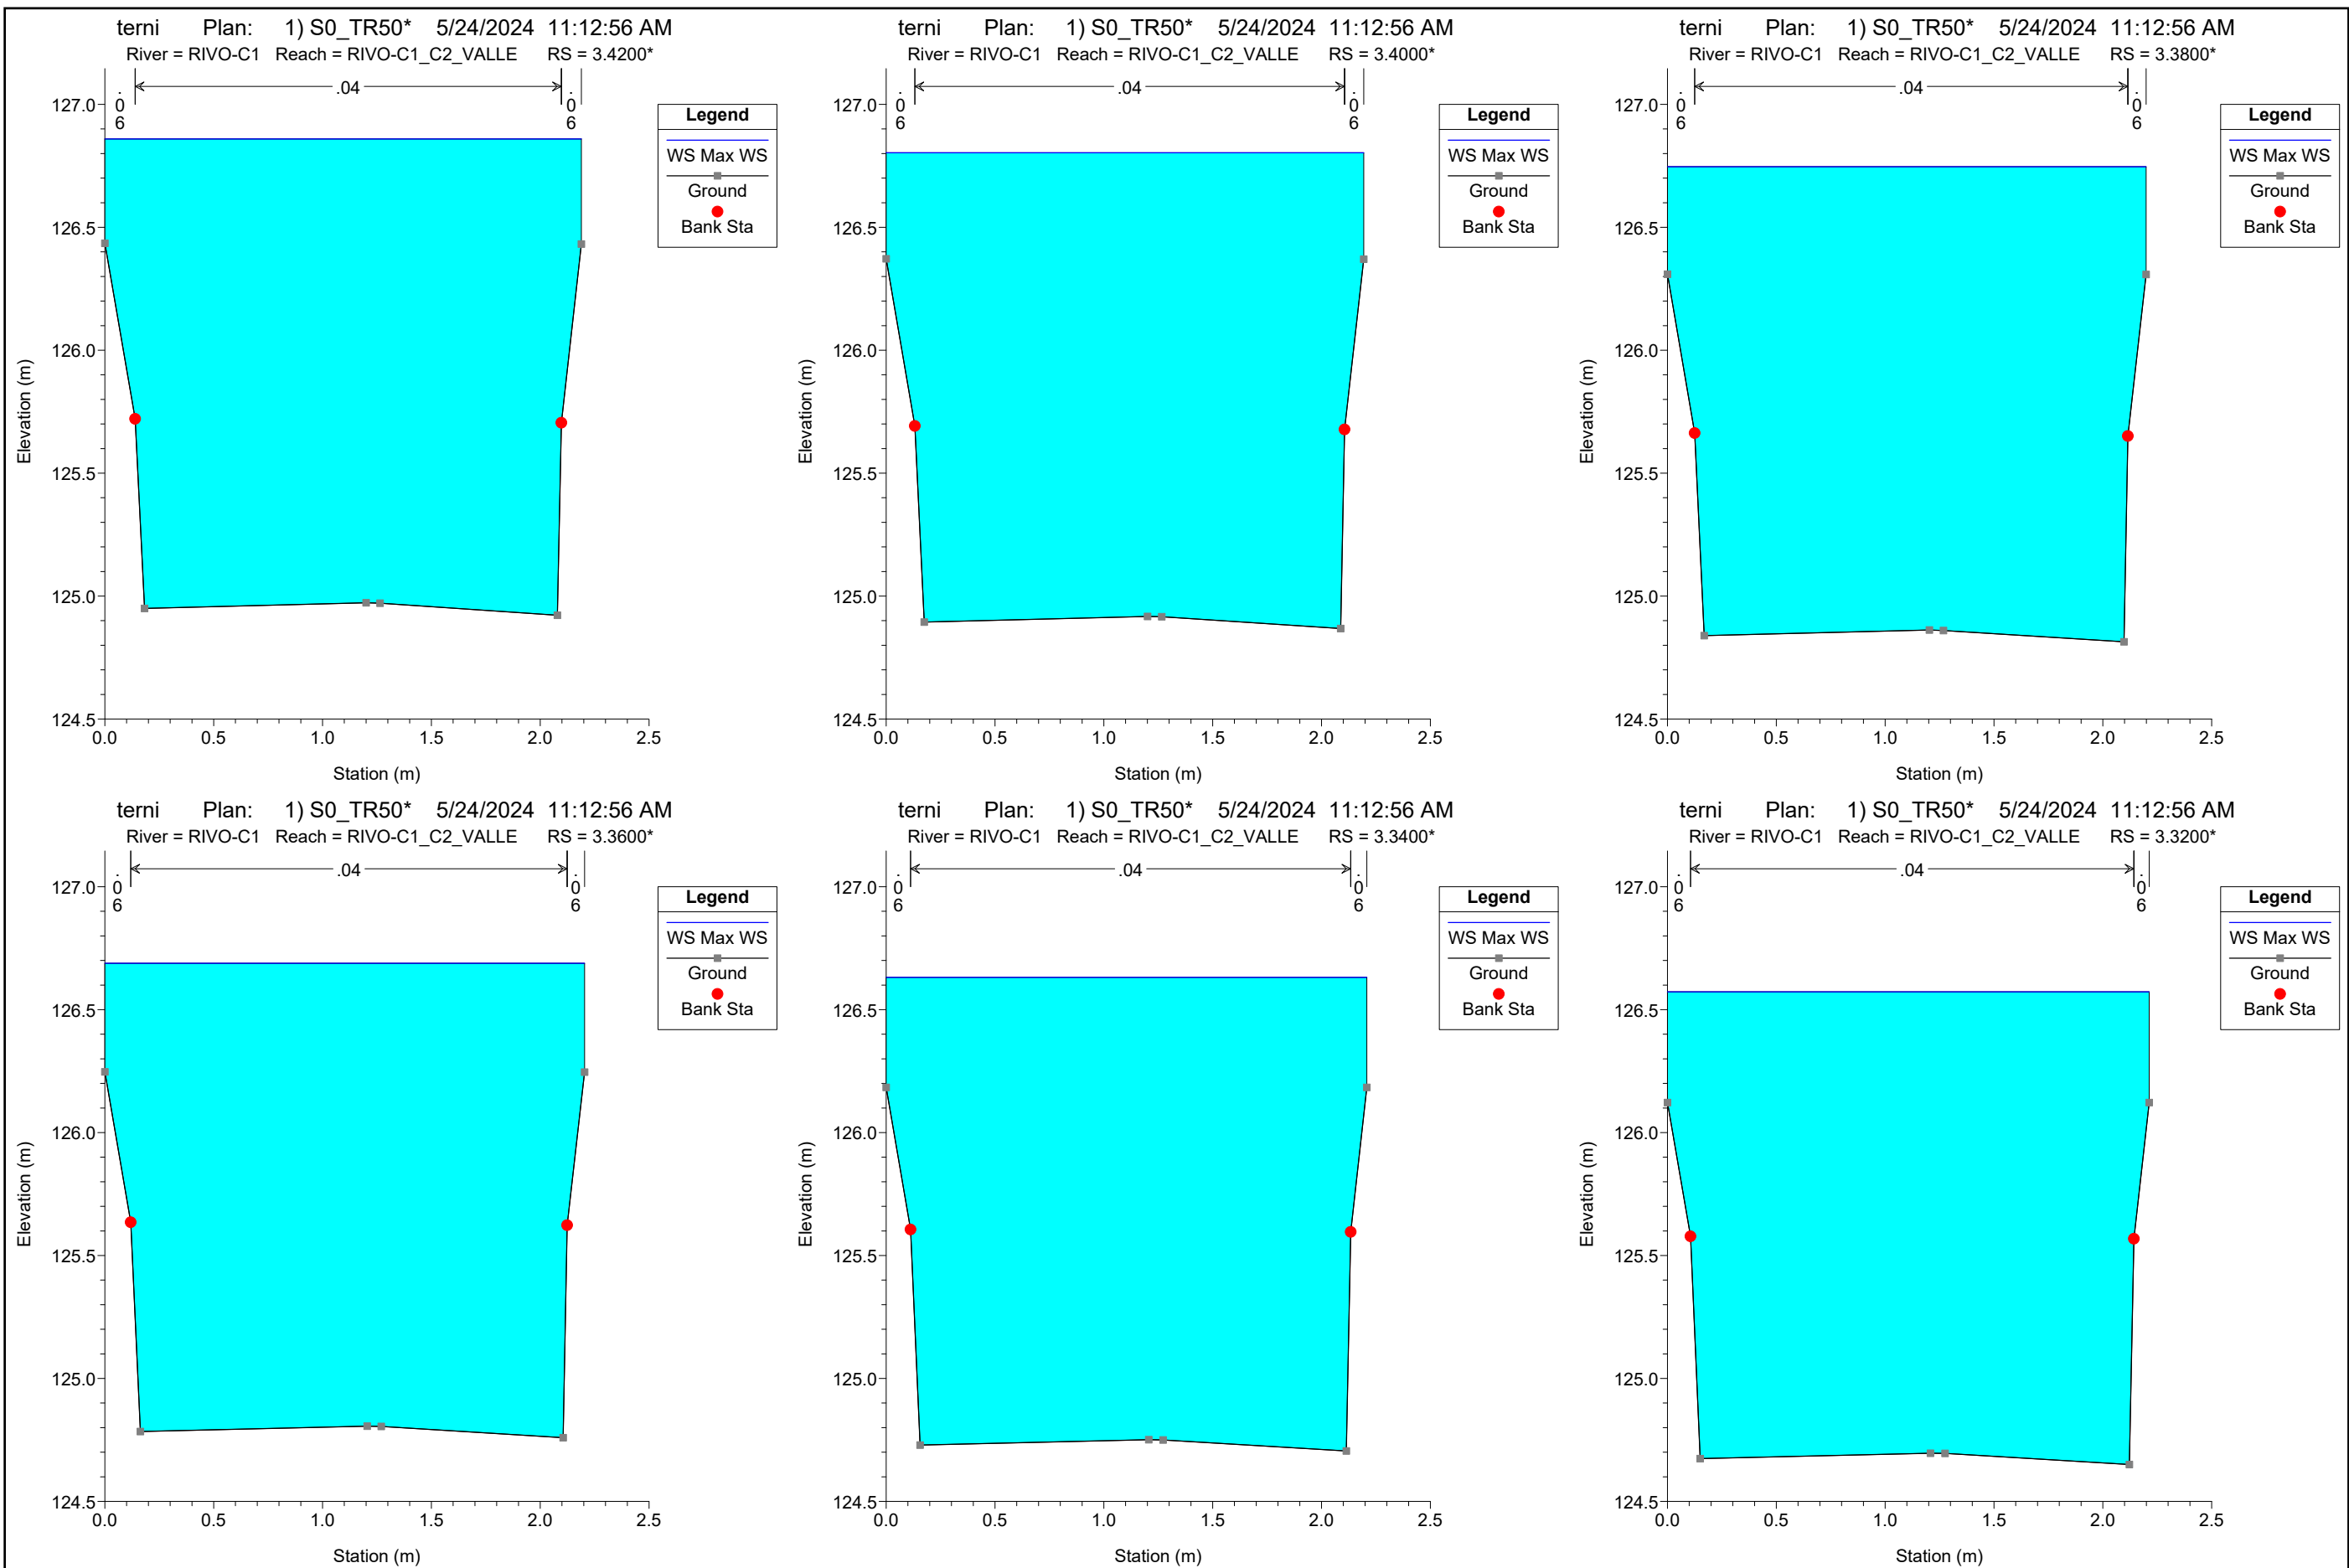 terni Plan: 1) S0_TR50* 5/24/2024 11:12:56 AM
River = RIVO-C1 Reach = RIVO-C1_C2_VALLE RS = 3.4200*
.06
.04
.06
127.0
126.5
126.0
125.5
125.0
124.5
Elevation (m)
0.0 0.5 1.0 1.5 2.0 2.5
Station (m)
Legend
WS Max WS
Ground
Bank Sta
terni Plan: 1) S0_TR50* 5/24/2024 11:12:56 AM
River = RIVO-C1 Reach = RIVO-C1_C2_VALLE RS = 3.4000*
.06
.04
.06
127.0
126.5
126.0
125.5
125.0
124.5
Elevation (m)
0.0 0.5 1.0 1.5 2.0 2.5
Station (m)
Legend
WS Max WS
Ground
Bank Sta
terni Plan: 1) S0_TR50* 5/24/2024 11:12:56 AM
River = RIVO-C1 Reach = RIVO-C1_C2_VALLE RS = 3.3800*
.06
.04
.06
127.0
126.5
126.0
125.5
125.0
124.5
Elevation (m)
0.0 0.5 1.0 1.5 2.0 2.5
Station (m)
Legend
WS Max WS
Ground
Bank Sta
terni Plan: 1) S0_TR50* 5/24/2024 11:12:56 AM
River = RIVO-C1 Reach = RIVO-C1_C2_VALLE RS = 3.3600*
.06
.04
.06
127.0
126.5
126.0
125.5
125.0
124.5
Elevation (m)
0.0 0.5 1.0 1.5 2.0 2.5
Station (m)
Legend
WS Max WS
Ground
Bank Sta
terni Plan: 1) S0_TR50* 5/24/2024 11:12:56 AM
River = RIVO-C1 Reach = RIVO-C1_C2_VALLE RS = 3.3400*
.06
.04
.06
127.0
126.5
126.0
125.5
125.0
124.5
Elevation (m)
0.0 0.5 1.0 1.5 2.0 2.5
Station (m)
Legend
WS Max WS
Ground
Bank Sta
terni Plan: 1) S0_TR50* 5/24/2024 11:12:56 AM
River = RIVO-C1 Reach = RIVO-C1_C2_VALLE RS = 3.3200*
.06
.04
.06
127.0
126.5
126.0
125.5
125.0
124.5
Elevation (m)
0.0 0.5 1.0 1.5 2.0 2.5
Station (m)
Legend
WS Max WS
Ground
Bank Sta